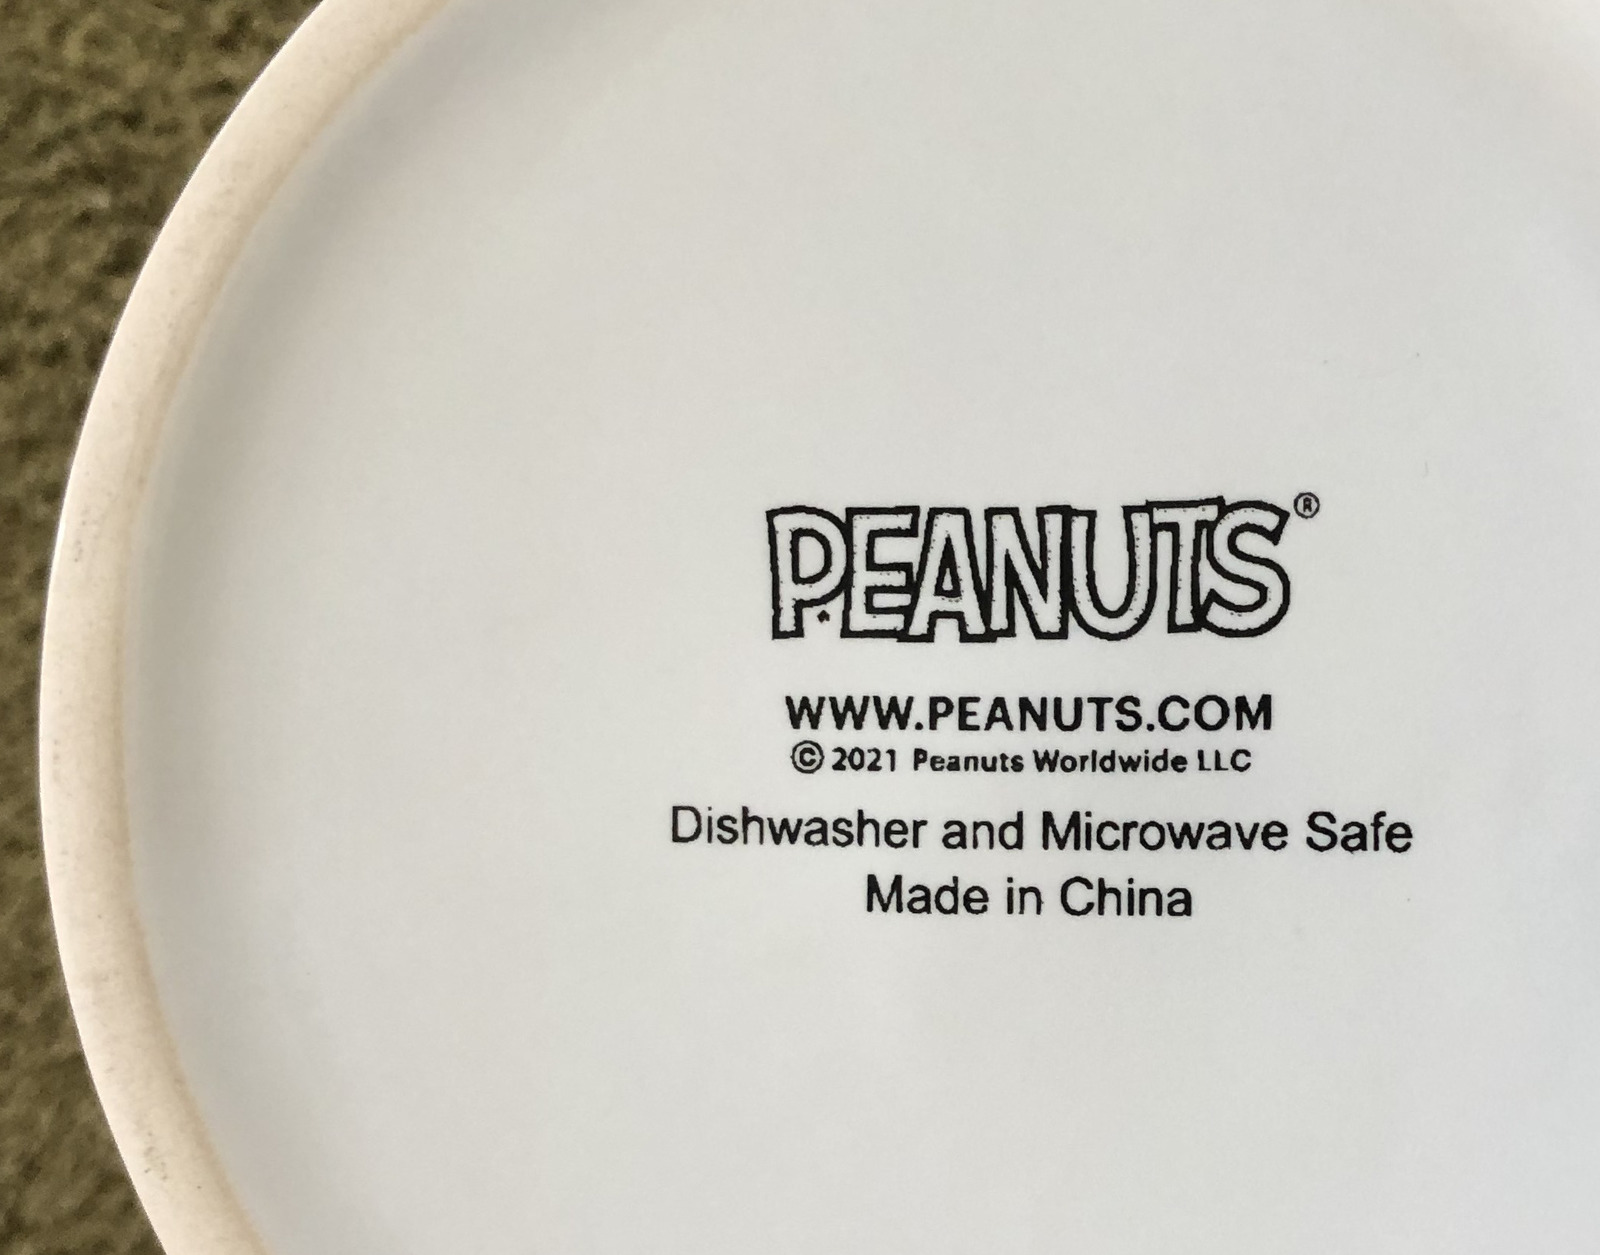 PEANUTS®
WWW.PEANUTS.COM
© 2021 Peanuts Worldwide LLC
Dishwasher and Microwave Safe
Made in China